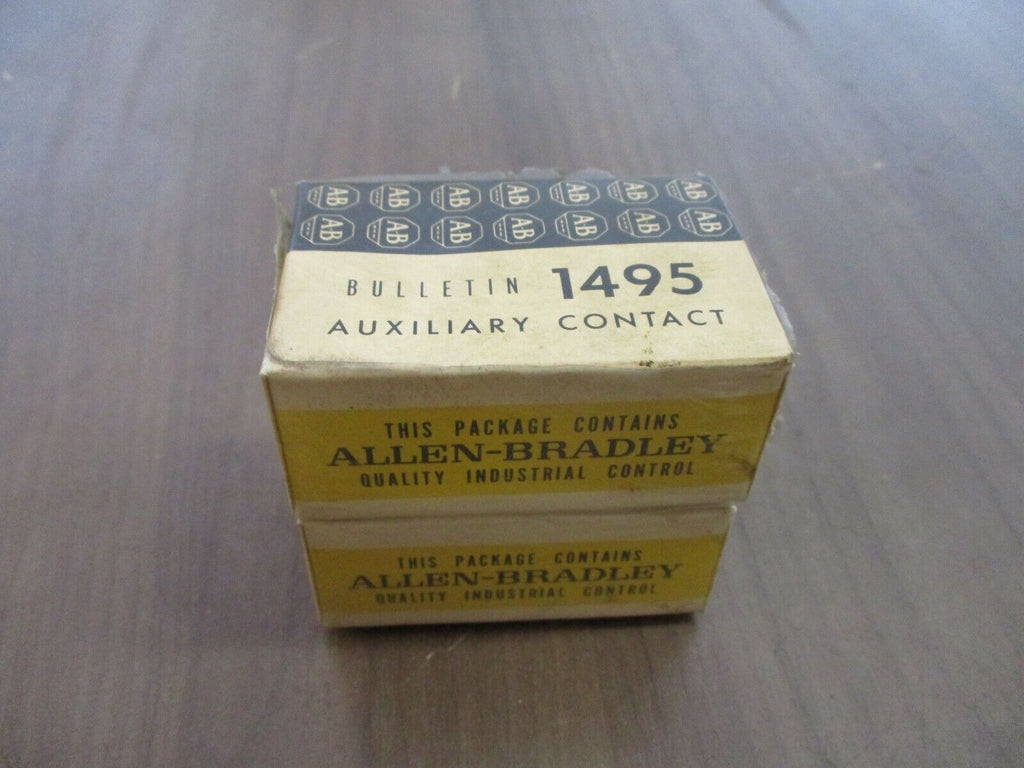 AB AB AB AB AB AB AB
AB AB AB AB AB AB AB
BULLETIN 1495
AUXILIARY CONTACT
THIS PACKAGE CONTAINS
ALLEN-BRADLEY
QUALITY INDUSTRIAL CONTROL
THIS PACKAGE CONTAINS
ALLEN-BRADLEY
QUALITY INDUSTRIAL CONTROL